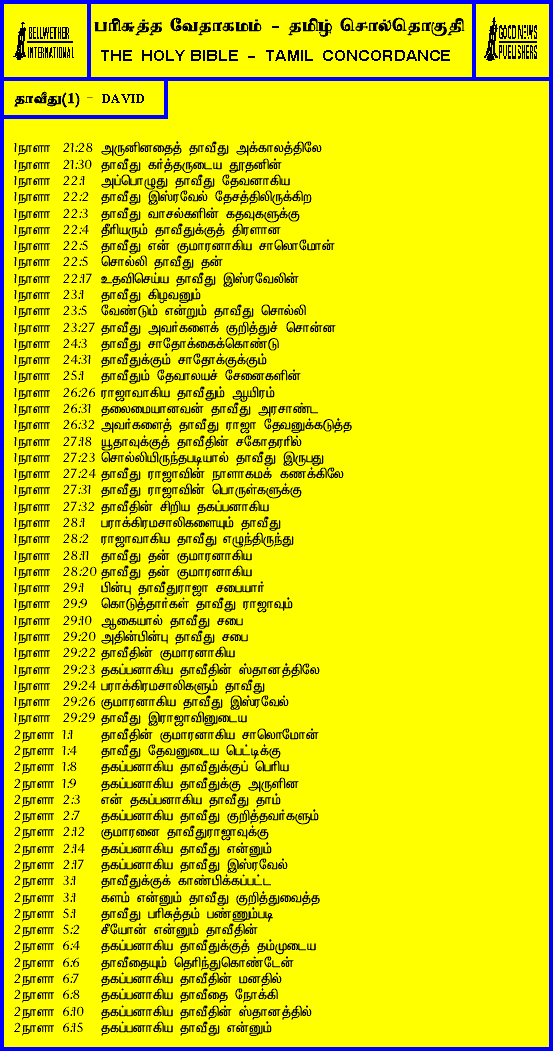 BELLWETHER
INTERNATIONAL
பரிசுத்த வேதாகமம் - தமிழ் சொல்தொகுதி
THE HOLY BIBLE - TAMIL CONCORDANCE
GOOD NEWS
PUBLISHERS
தாவீது(1) - DAVID
1நாளா 21:28 அருனினதைத் தாவீது அக்காலத்திலே
1நாளா 21:30 தாவீது கர்த்தருடைய தூதனின்
1நாளா 22:1 அப்பொழுது தாவீது தேவனாகிய
1நாளா 22:2 தாவீது இஸ்ரவேல் தேசத்திலிருக்கிற
1நாளா 22:3 தாவீது வாசல்களின் கதவுகளுக்கு
1நாளா 22:4 தீரியரும் தாவீதுக்குத் திரளான
1நாளா 22:5 தாவீது என் குமாரனாகிய சாலொமோன்
1நாளா 22:5 சொல்லி தாவீது தன்
1நாளா 22:17 உதவிசெய்ய தாவீது இஸ்ரவேலின்
1நாளா 23:1 தாவீது கிழவனும்
1நாளா 23:5 வேண்டும் என்றும் தாவீது சொல்லி
1நாளா 23:27 தாவீது அவர்களைக் குறித்துச் சொன்ன
1நாளா 24:3 தாவீது சாதோக்கைக்கொண்டு
1நாளா 24:31 தாவீதுக்கும் சாதோக்குக்கும்
1நாளா 25:1 தாவீதும் தேவாலயச் சேனைகளின்
1நாளா 26:26 ராஜாவாகிய தாவீதும் ஆயிரம்
1நாளா 26:31 தலைமையானவன் தாவீது அரசாண்ட
1நாளா 26:32 அவர்களைத் தாவீது ராஜா தேவனுக்கடுத்த
1நாளா 27:18 யூதாவுக்குத் தாவீதின் சகோதரரில்
1நாளா 27:23 சொல்லியிருந்தபடியால் தாவீது இருபது
1நாளா 27:24 தாவீது ராஜாவின் நாளாகமக் கணக்கிலே
1நாளா 27:31 தாவீது ராஜாவின் பொருள்களுக்கு
1நாளா 27:32 தாவீதின் சிறிய தகப்பனாகிய
1நாளா 28:1 பராக்கிரமசாலிகளையும் தாவீது
1நாளா 28:2 ராஜாவாகிய தாவீது எழுந்திருந்து
1நாளா 28:11 தாவீது தன் குமாரனாகிய
1நாளா 28:20 தாவீது தன் குமாரனாகிய
1நாளா 29:1 பின்பு தாவீதுராஜா சபையார்
1நாளா 29:9 கொடுத்தார்கள் தாவீது ராஜாவும்
1நாளா 29:10 ஆகையால் தாவீது சபை
1நாளா 29:20 அதின்பின்பு தாவீது சபை
1நாளா 29:22 தாவீதின் குமாரனாகிய
1நாளா 29:23 தகப்பனாகிய தாவீதின் ஸ்தானத்திலே
1நாளா 29:24 பராக்கிரமசாலிகளும் தாவீது
1நாளா 29:26 குமாரனாகிய தாவீது இஸ்ரவேல்
1நாளா 29:29 தாவீது இராஜாவினுடைய
2நாளா 1:1 தாவீதின் குமாரனாகிய சாலொமோன்
2நாளா 1:4 தாவீது தேவனுடைய பெட்டிக்கு
2நாளா 1:8 தகப்பனாகிய தாவீதுக்குப் பெரிய
2நாளா 1:9 தகப்பனாகிய தாவீதுக்கு அருளின
2நாளா 2:3 என் தகப்பனாகிய தாவீது தாம்
2நாளா 2:7 தகப்பனாகிய தாவீது குறித்தவர்களும்
2நாளா 2:12 குமாரனை தாவீதுராஜாவுக்கு
2நாளா 2:14 தகப்பனாகிய தாவீது என்னும்
2நாளா 2:17 தகப்பனாகிய தாவீது இஸ்ரவேல்
2நாளா 3:1 தாவீதுக்குக் காண்பிக்கப்பட்ட
2நாளா 3:1 களம் என்னும் தாவீது குறித்துவைத்த
2நாளா 5:1 தாவீது பரிசுத்தம் பண்ணும்படி
2நாளா 5:2 சீயோன் என்னும் தாவீதின்
2நாளா 6:4 தகப்பனாகிய தாவீதுக்குத் தம்முடைய
2நாளா 6:6 தாவீதையும் தெரிந்துகொண்டேன்
2நாளா 6:7 தகப்பனாகிய தாவீதின் மனதில்
2நாளா 6:8 தகப்பனாகிய தாவீதை நோக்கி
2நாளா 6:10 தகப்பனாகிய தாவீதின் ஸ்தானத்தில்
2நாளா 6:15 தகப்பனாகிய தாவீது என்னும்